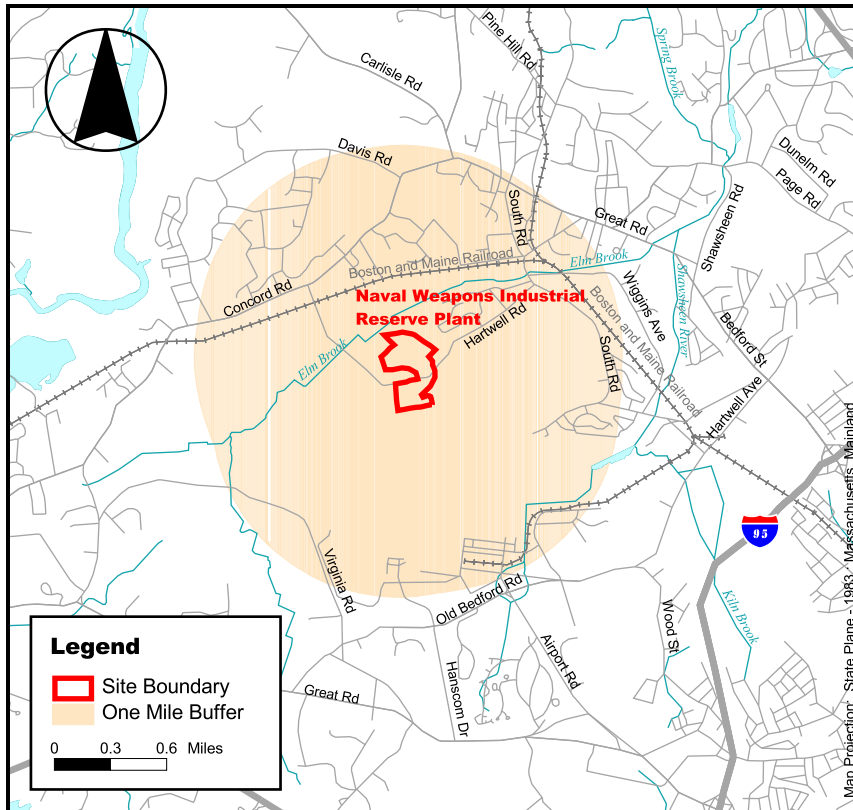 Pine Hill Rd
Spring Brook
Carlisle Rd
Davis Rd
Dunelm Rd
Page Rd
South Rd
Great Rd
Shawsheen Rd
Boston and Maine Railroad
Elm Brook
Shawsheen River
Concord Rd
Wiggins Ave
Naval Weapons Industrial
Reserve Plant
Boston and Maine Railroad
Hartwell Rd
Bedford St
Elm Brook
South Rd
Hartwell Ave
95
Virginia Rd
Old Bedford Rd
Kiln Brook
Wood St
Airport Rd
Hanscom Dr
Great Rd
Legend
Site Boundary
One Mile Buffer
0 0.3 0.6 Miles
Map Projection: State Plane - 1983 : Massachusetts, Mainland